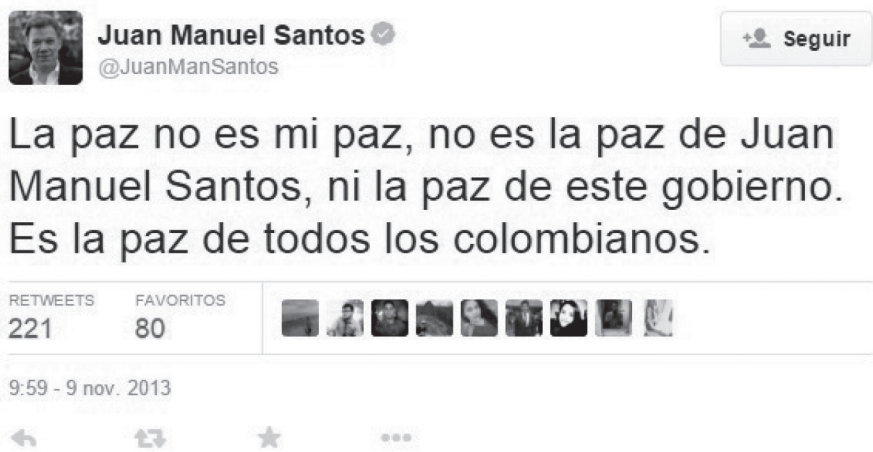 Juan Manuel Santos
@JuanManSantos
Seguir
La paz no es mi paz, no es la paz de Juan
Manuel Santos, ni la paz de este gobierno.
Es la paz de todos los colombianos.
RETWEETS FAVORITOS
221 80
9:59 - 9 nov. 2013